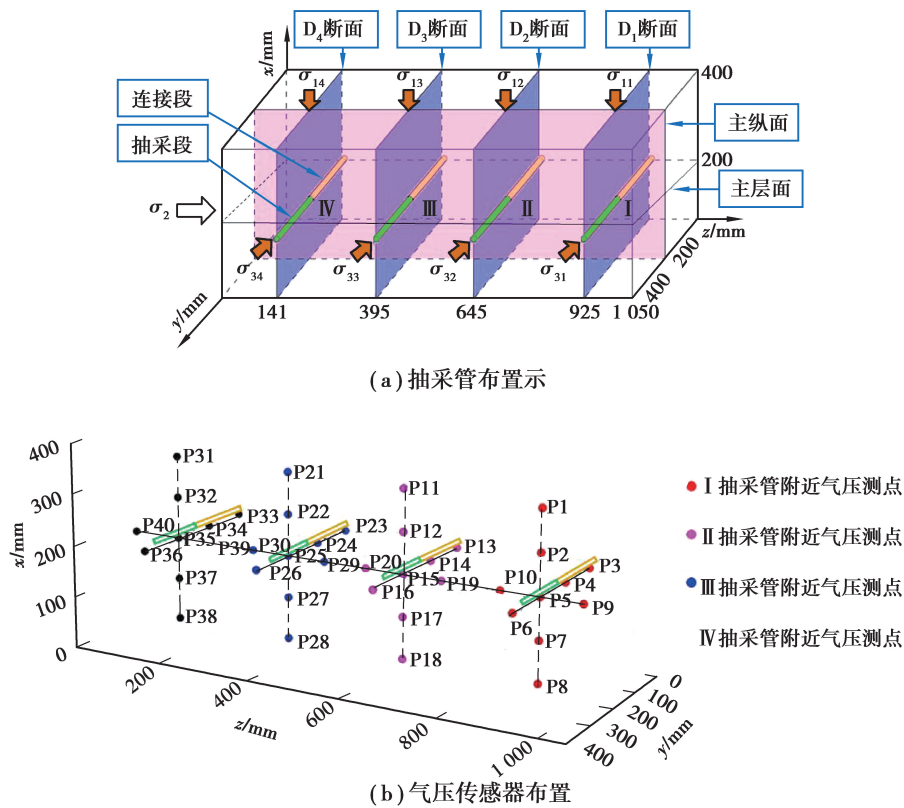 D₄断面 D₃断面 D₂断面 D₁断面
x/mm
σ₁₄ σ₁₃ σ₁₂ σ₁₁ 400
连接段
主纵面
抽采段
200
主层面
σ₂
Ⅳ Ⅲ Ⅱ Ⅰ
z/mm
σ₃₄ σ₃₃ σ₃₂ σ₃₁
200
400
y/mm
141 395 645 925 1 050
(a)抽采管布置示
400
300
200
100
0
x/mm
P31 P21 P11 P1
P32 P22 P12 P2
P40 P33 P34 P23 P24 P13 P14 P3 P4
P36 P35 P39 P30 P25 P29 P20 P15 P19 P10 P5 P9
P26 P16 P6
P37 P27 P17 P7
P38 P28 P18 P8
200
400
600
800
1 000
z/mm
0
100
200
300
400
y/mm
Ⅰ抽采管附近气压测点
Ⅱ抽采管附近气压测点
Ⅲ抽采管附近气压测点
Ⅳ抽采管附近气压测点
(b)气压传感器布置